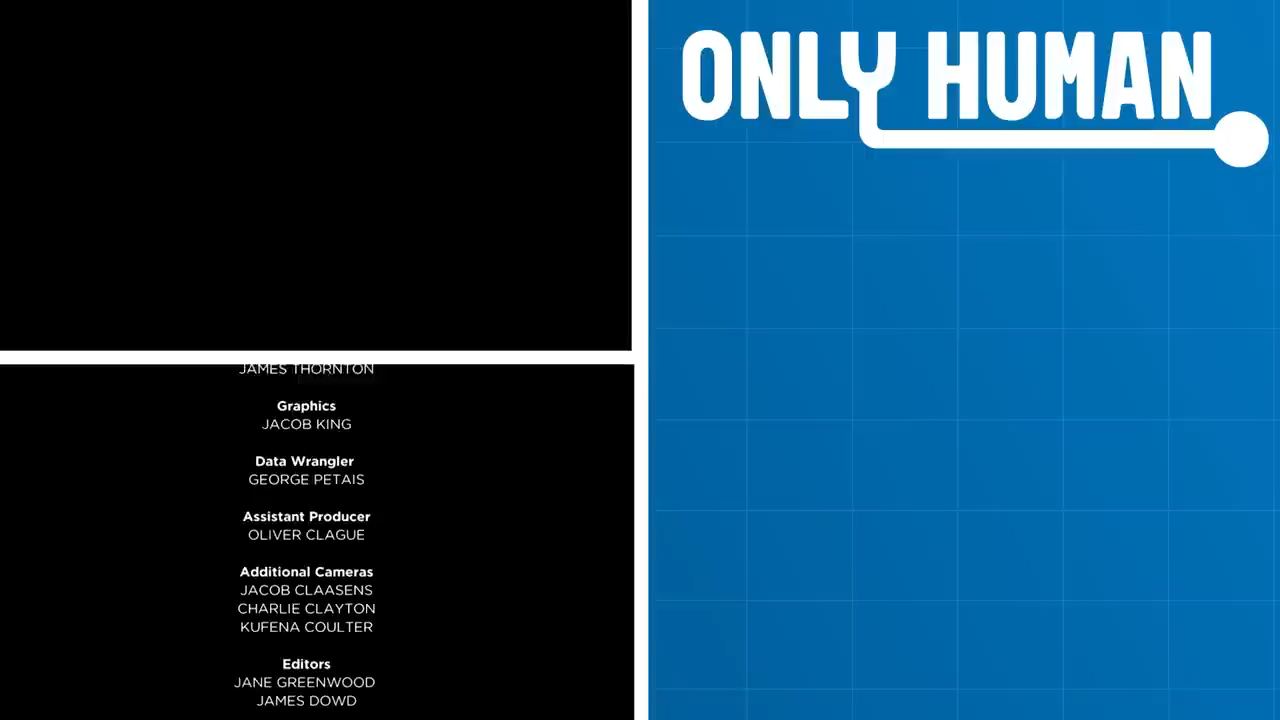 ONLY HUMAN
JAMES THORNTON
Graphics
JACOB KING
Data Wrangler
GEORGE PETAIS
Assistant Producer
OLIVER CLAGUE
Additional Cameras
JACOB CLAASENS
CHARLIE CLAYTON
KUFENA COULTER
Editors
JANE GREENWOOD
JAMES DOWD